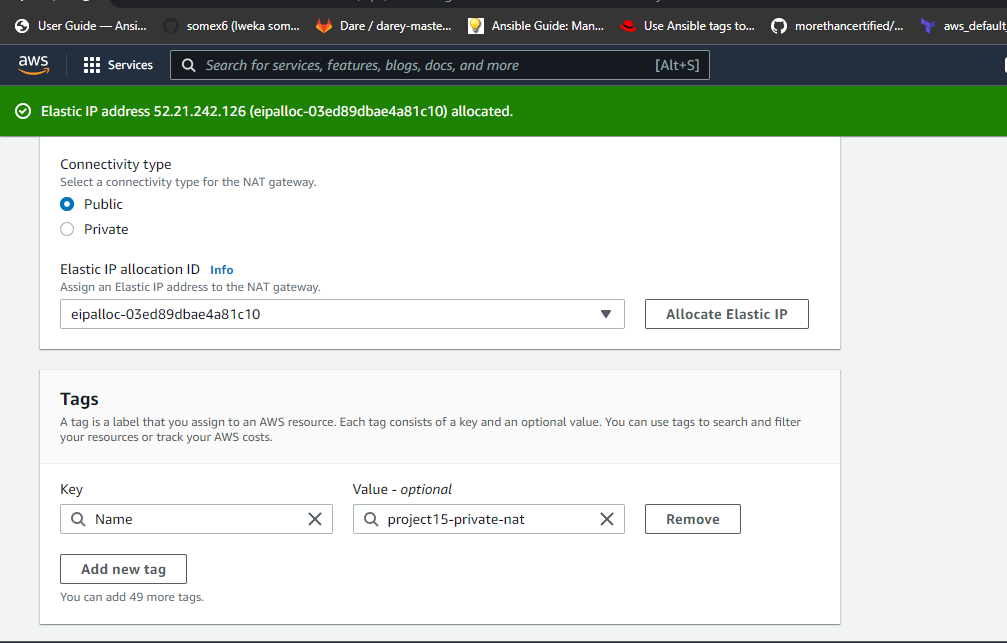 User Guide — Ansi...
somex6 (Iweka som...
Dare / darey-maste...
Ansible Guide: Man...
Use Ansible tags to...
morethancertified/...
aws_default
aws
Services
Search for services, features, blogs, docs, and more
[Alt+S]
Elastic IP address 52.21.242.126 (eipalloc-03ed89dbae4a81c10) allocated.
Connectivity type
Select a connectivity type for the NAT gateway.
Public
Private
Elastic IP allocation ID Info
Assign an Elastic IP address to the NAT gateway.
eipalloc-03ed89dbae4a81c10
Allocate Elastic IP
Tags
A tag is a label that you assign to an AWS resource. Each tag consists of a key and an optional value. You can use tags to search and filter
your resources or track your AWS costs.
Key
Value - optional
Name
project15-private-nat
Remove
Add new tag
You can add 49 more tags.